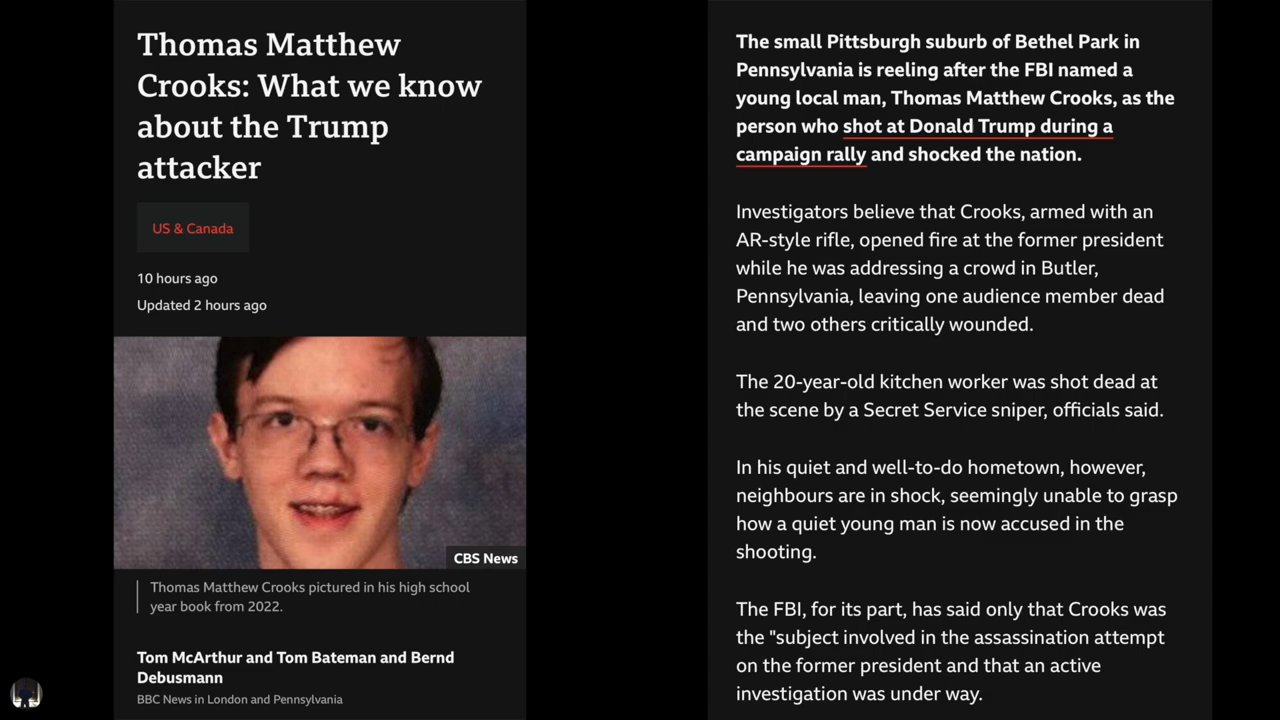 Thomas Matthew
Crooks: What we know
about the Trump
attacker
US & Canada
10 hours ago
Updated 2 hours ago
CBS News
Thomas Matthew Crooks pictured in his high school
year book from 2022.
Tom McArthur and Tom Bateman and Bernd
Debusmann
BBC News in London and Pennsylvania
The small Pittsburgh suburb of Bethel Park in
Pennsylvania is reeling after the FBI named a
young local man, Thomas Matthew Crooks, as the
person who shot at Donald Trump during a
campaign rally and shocked the nation.
Investigators believe that Crooks, armed with an
AR-style rifle, opened fire at the former president
while he was addressing a crowd in Butler,
Pennsylvania, leaving one audience member dead
and two others critically wounded.
The 20-year-old kitchen worker was shot dead at
the scene by a Secret Service sniper, officials said.
In his quiet and well-to-do hometown, however,
neighbours are in shock, seemingly unable to grasp
how a quiet young man is now accused in the
shooting.
The FBI, for its part, has said only that Crooks was
the "subject involved in the assassination attempt
on the former president and that an active
investigation was under way.